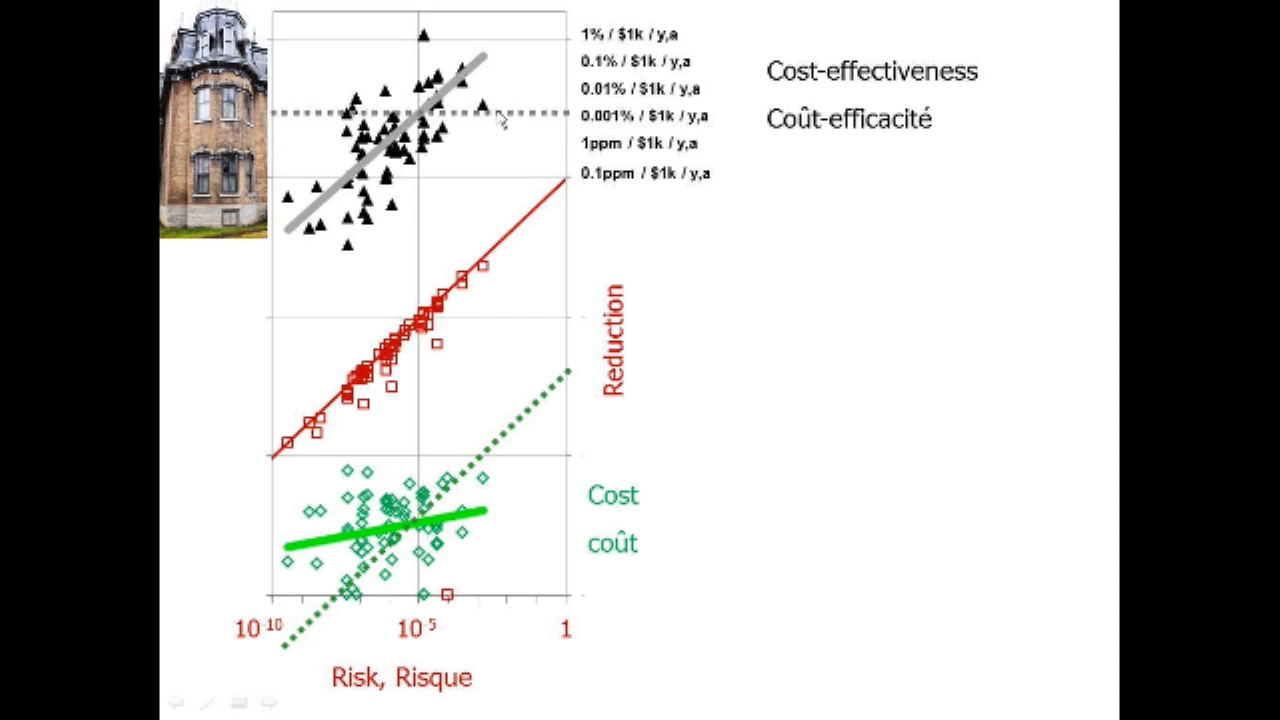 1% / $1k / y,a
0.1% / $1k / y,a
0.01% / $1k / y,a
0.001% / $1k / y,a
1ppm / $1k / y,a
0.1ppm / $1k / y,a
Cost-effectiveness
Coût-efficacité
Reduction
Cost
coût
10-10
10-5
1
Risk, Risque